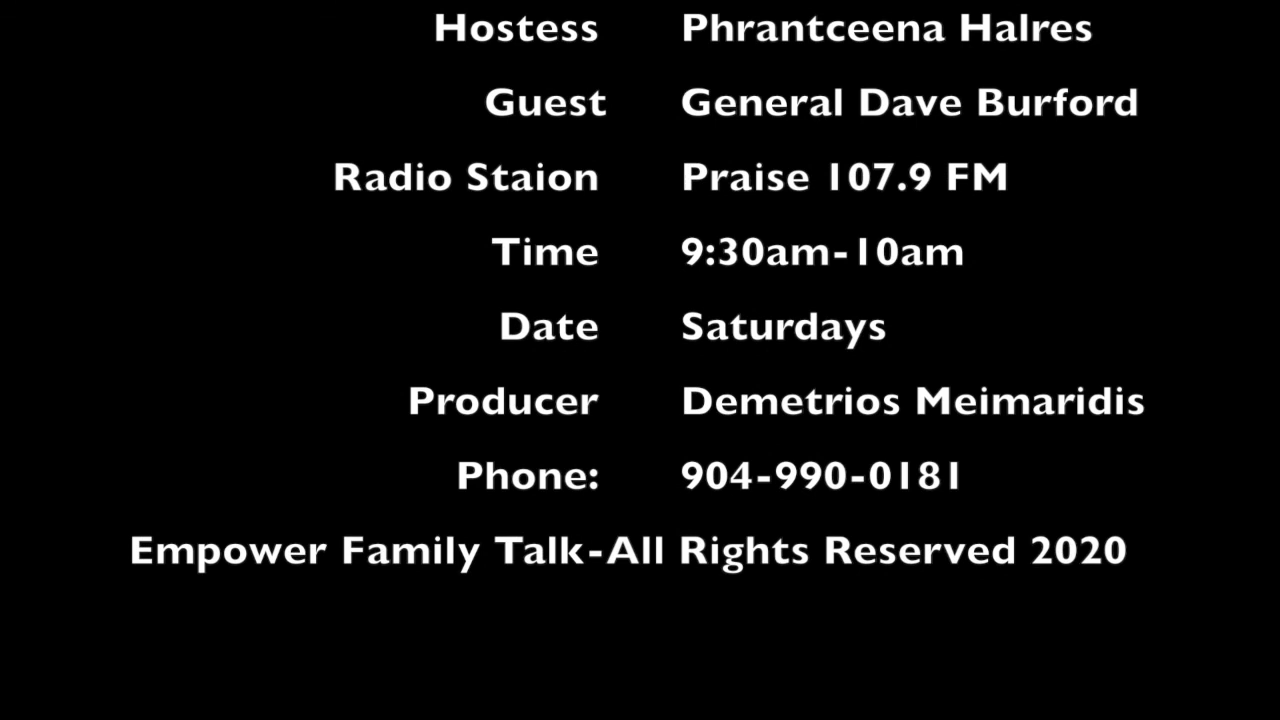 Hostess Phrantceena Halres
Guest General Dave Burford
Radio Staion Praise 107.9 FM
Time 9:30am-10am
Date Saturdays
Producer Demetrios Meimaridis
Phone: 904-990-0181
Empower Family Talk-All Rights Reserved 2020